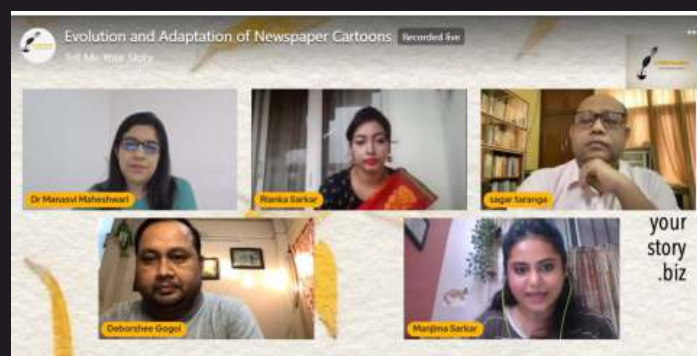 Evolution and Adaptation of Newspaper Cartoons Recorded live
Tell Me Your Story
Dr Manasvi Maheshwari
Rianka Sarkar
sagar taranga
your
story
.biz
Deborshee Gogoi
Manjima Sarkar